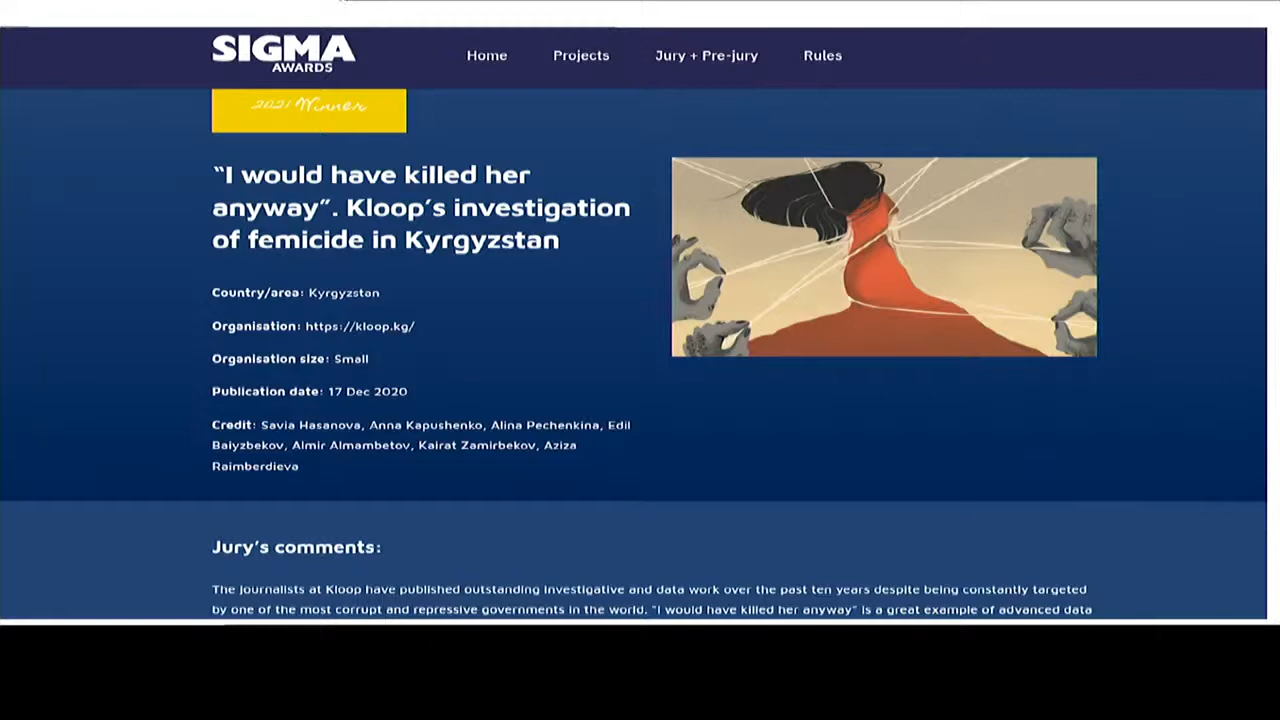 SIGMA
AWARDS
Home Projects Jury + Pre-jury Rules
2021 Winner
“I would have killed her
anyway”. Kloop’s investigation
of femicide in Kyrgyzstan
Country/area: Kyrgyzstan
Organisation: https://kloop.kg/
Organisation size: Small
Publication date: 17 Dec 2020
Credit: Savia Hasanova, Anna Kapushenko, Alina Pechenkina, Edil
Baiyzbekov, Almir Almambetov, Kairat Zamirbekov, Aziza
Raimberdieva
Jury’s comments:
The journalists at Kloop have published outstanding investigative and data work over the past ten years despite being constantly targeted
by one of the most corrupt and repressive governments in the world. “I would have killed her anyway” is a great example of advanced data